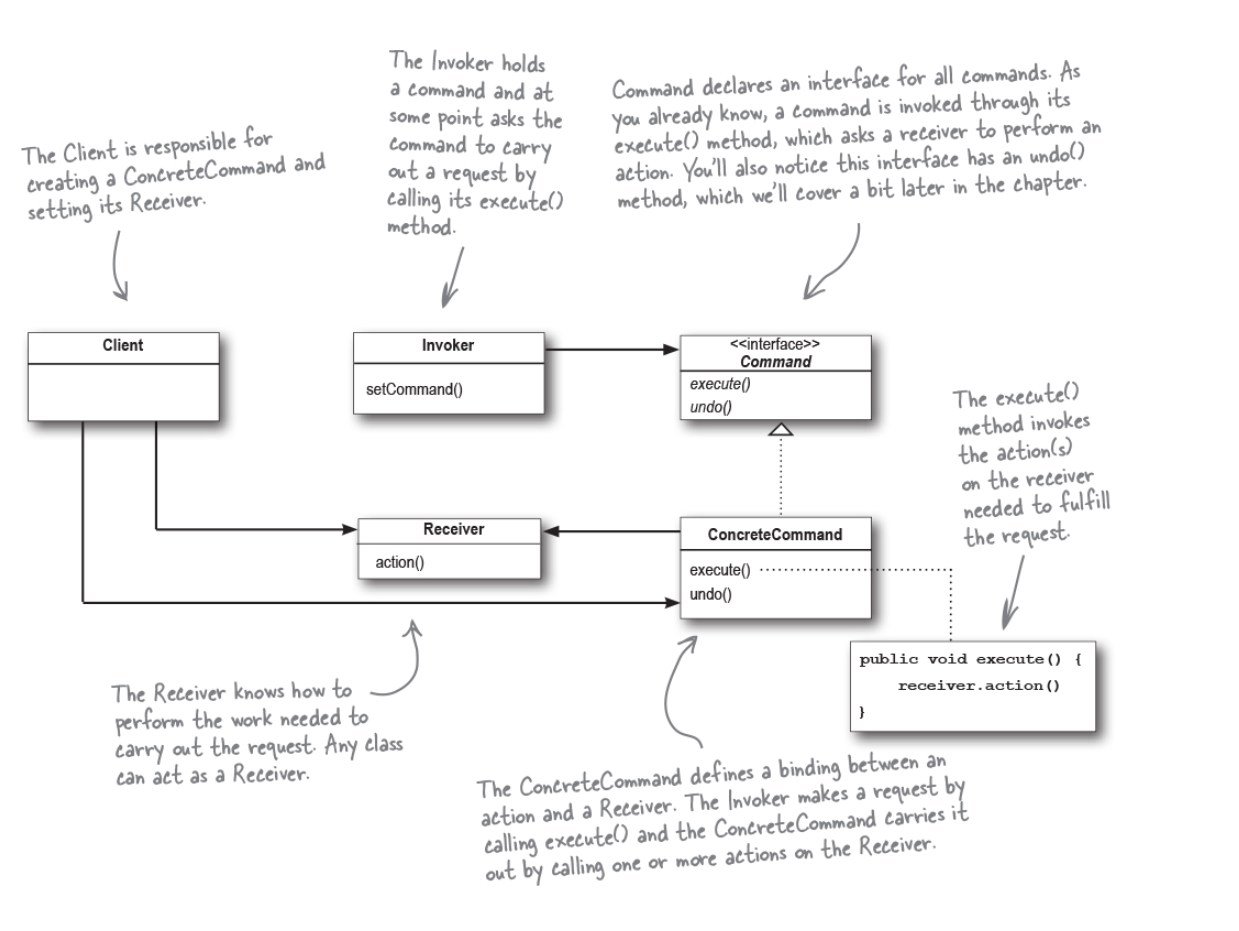 The Client is responsible for
creating a ConcreteCommand and
setting its Receiver.
The Invoker holds
a command and at
some point asks the
command to carry
out a request by
calling its execute()
method.
Command declares an interface for all commands. As
you already know, a command is invoked through its
execute() method, which asks a receiver to perform an
action. You'll also notice this interface has an undo()
method, which we'll cover a bit later in the chapter.
Client
Invoker
setCommand()
<<interface>>
Command
execute()
undo()
The execute()
method invokes
the action(s)
on the receiver
needed to fulfill
the request.
Receiver
action()
ConcreteCommand
execute()
undo()
public void execute() {
receiver.action()
}
The Receiver knows how to
perform the work needed to
carry out the request. Any class
can act as a Receiver.
The ConcreteCommand defines a binding between an
action and a Receiver. The Invoker makes a request by
calling execute() and the ConcreteCommand carries it
out by calling one or more actions on the Receiver.